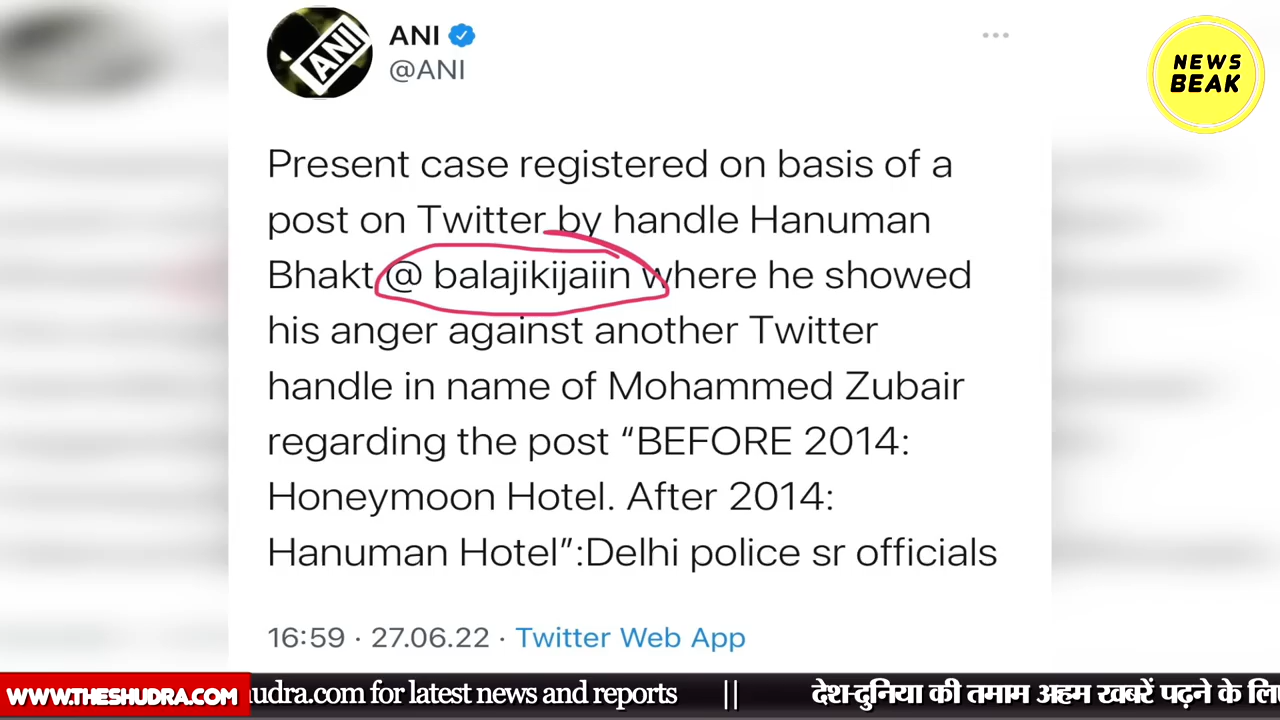 ANI
ANI
@ANI
NEWS
BEAK
Present case registered on basis of a
post on Twitter by handle Hanuman
Bhakt @ balajikijaiin where he showed
his anger against another Twitter
handle in name of Mohammed Zubair
regarding the post “BEFORE 2014:
Honeymoon Hotel. After 2014:
Hanuman Hotel”:Delhi police sr officials
16:59 · 27.06.22 · Twitter Web App
WWW.THESHUDRA.COM udra.com for latest news and reports || देश-दुनिया की तमाम अहम खबरें पढ़ने के